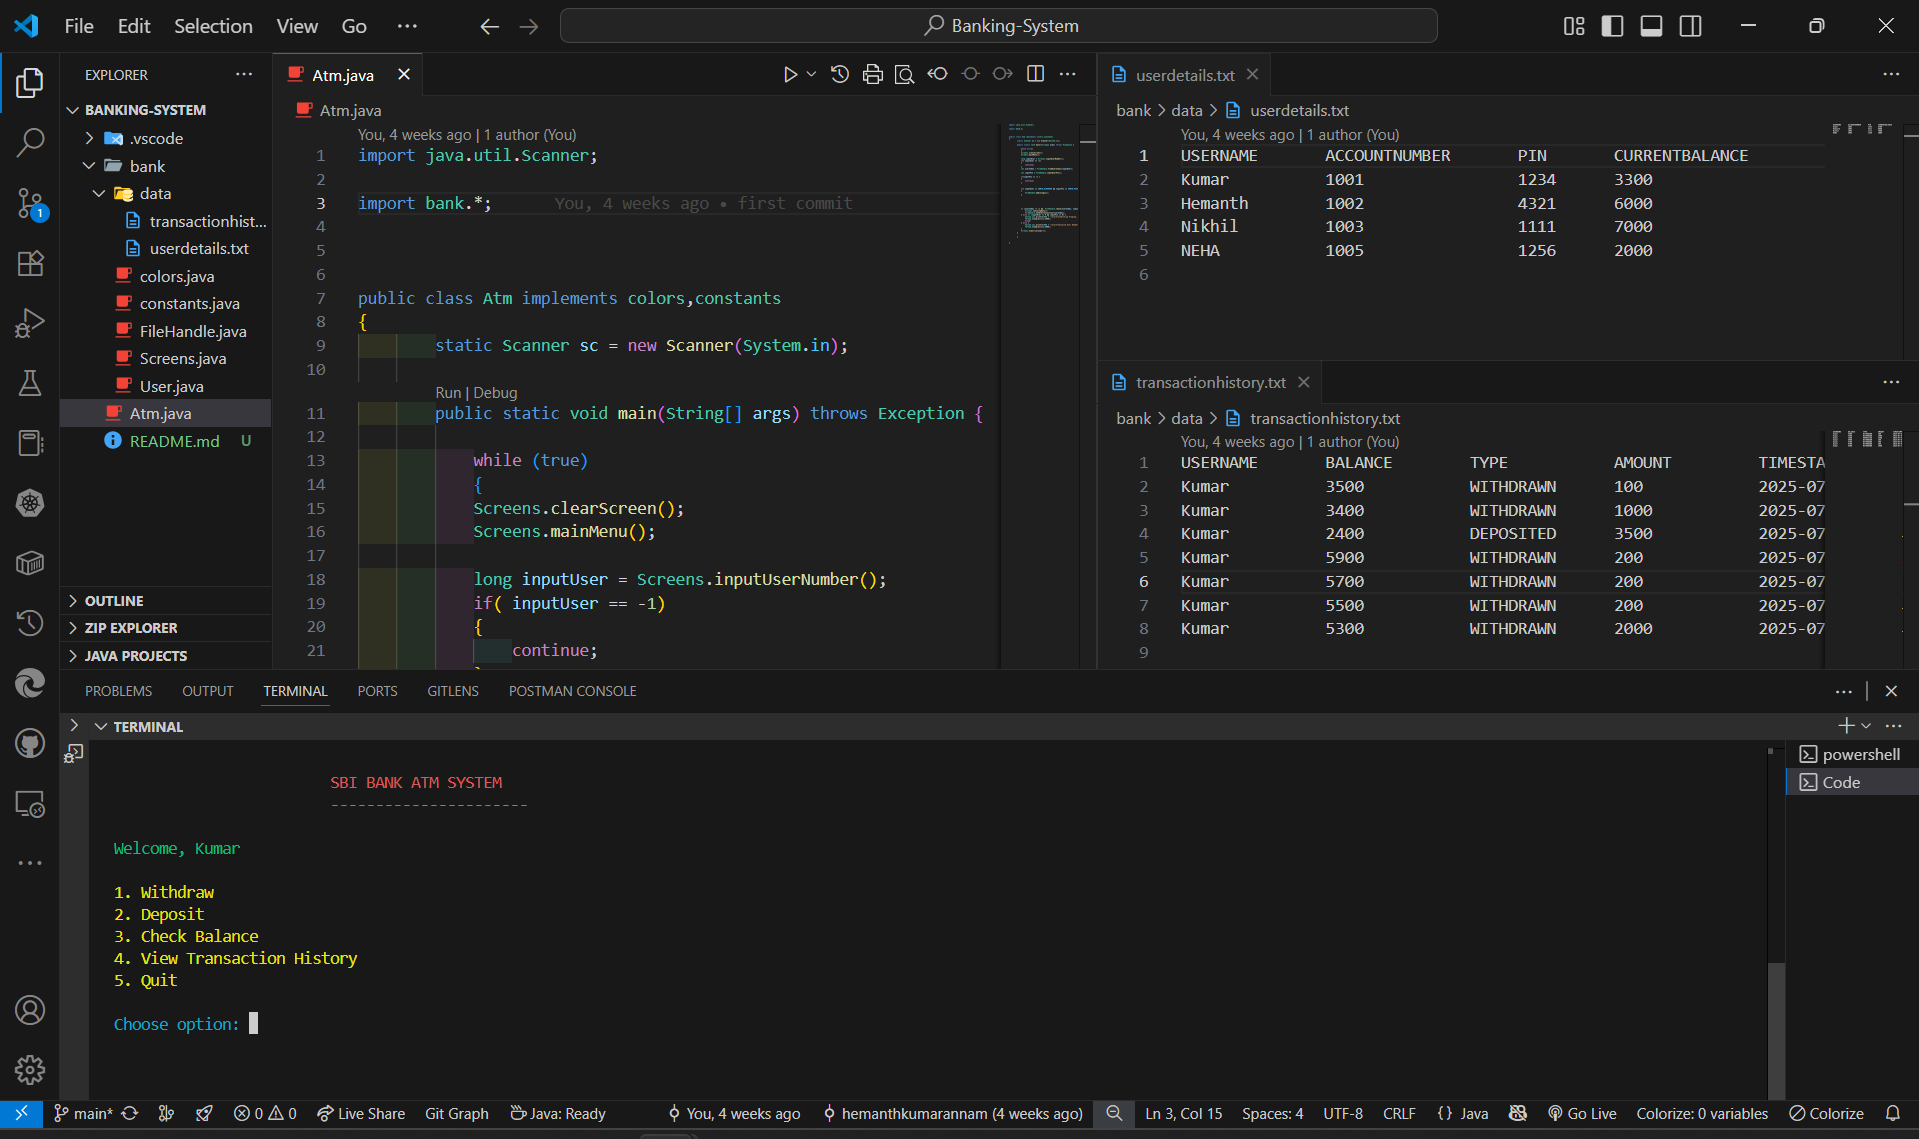 File Edit Selection View Go ···
Banking-System
EXPLORER
BANKING-SYSTEM
.vscode
bank
data
transactionhist...
userdetails.txt
colors.java
constants.java
FileHandle.java
Screens.java
User.java
Atm.java
README.md U
OUTLINE
ZIP EXPLORER
JAVA PROJECTS
Atm.java
Atm.java
You, 4 weeks ago | 1 author (You)
1 import java.util.Scanner;
2
3 import bank.*; You, 4 weeks ago • first commit
4
5
6
7 public class Atm implements colors,constants
8 {
9 static Scanner sc = new Scanner(System.in);
10
Run | Debug
11 public static void main(String[] args) throws Exception {
12
13 while (true)
14 {
15 Screens.clearScreen();
16 Screens.mainMenu();
17
18 long inputUser = Screens.inputUserNumber();
19 if( inputUser == -1)
20 {
21 continue;
userdetails.txt
bank > data > userdetails.txt
You, 4 weeks ago | 1 author (You)
1 USERNAME ACCOUNTNUMBER PIN CURRENTBALANCE
2 Kumar 1001 1234 3300
3 Hemanth 1002 4321 6000
4 Nikhil 1003 1111 7000
5 NEHA 1005 1256 2000
6
transactionhistory.txt
bank > data > transactionhistory.txt
You, 4 weeks ago | 1 author (You)
1 USERNAME BALANCE TYPE AMOUNT TIMESTA
2 Kumar 3500 WITHDRAWN 100 2025-07
3 Kumar 3400 WITHDRAWN 1000 2025-07
4 Kumar 2400 DEPOSITED 3500 2025-07
5 Kumar 5900 WITHDRAWN 200 2025-07
6 Kumar 5700 WITHDRAWN 200 2025-07
7 Kumar 5500 WITHDRAWN 200 2025-07
8 Kumar 5300 WITHDRAWN 2000 2025-07
9
PROBLEMS OUTPUT TERMINAL PORTS GITLENS POSTMAN CONSOLE
TERMINAL
powershell
Code
SBI BANK ATM SYSTEM
----------------------
Welcome, Kumar
1. Withdraw
2. Deposit
3. Check Balance
4. View Transaction History
5. Quit
Choose option:
1
main* 0 0 Live Share Git Graph Java: Ready You, 4 weeks ago hemanthkumarannam (4 weeks ago) Ln 3, Col 15 Spaces: 4 UTF-8 CRLF {} Java Go Live Colorize: 0 variables Colorize